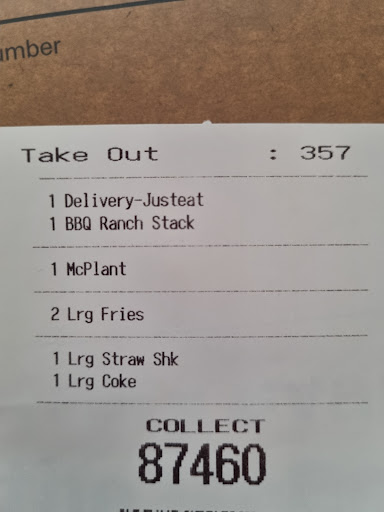 umber
Take Out : 357
1 Delivery-Justeat
1 BBQ Ranch Stack
1 McPlant
2 Lrg Fries
1 Lrg Straw Shk
1 Lrg Coke
COLLECT
87460